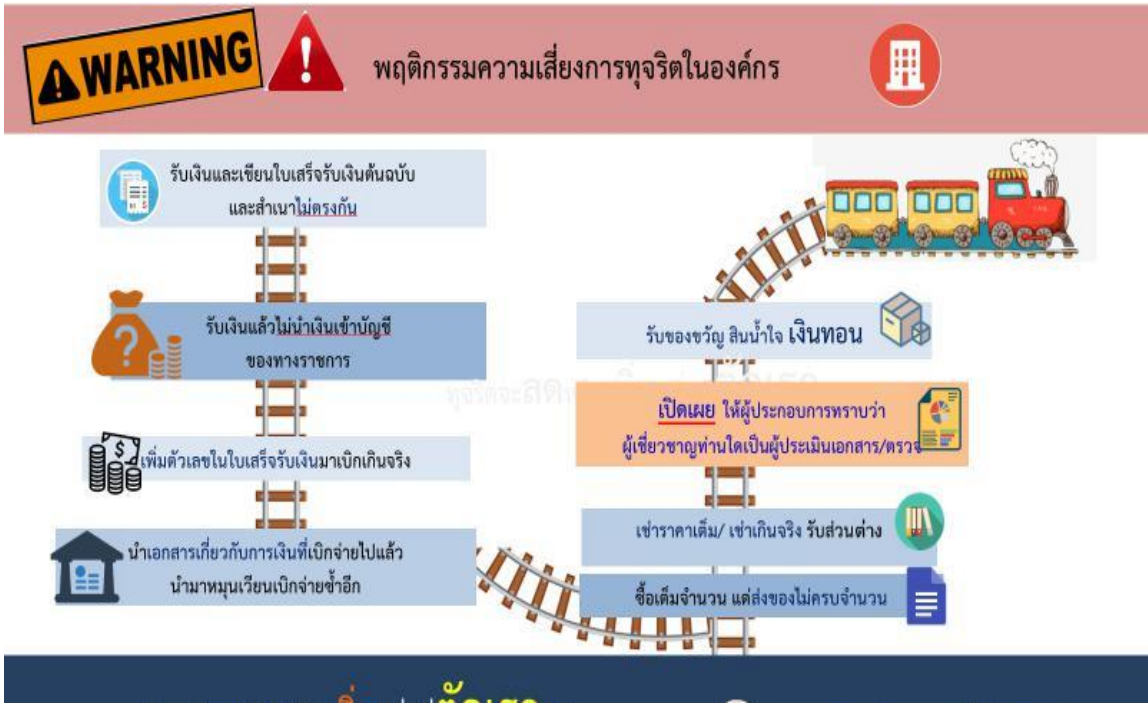 WARNING
พฤติกรรมความเสี่ยงการทุจริตในองค์กร
รับเงินและเขียนใบเสร็จรับเงินต้นฉบับ
และสำเนาไม่ตรงกัน
รับเงินแล้วไม่นำเงินเข้าบัญชี
ของทางราชการ
เพิ่มตัวเลขในใบเสร็จรับเงินมาเบิกเกินจริง
นำเอกสารเกี่ยวกับการเงินที่เบิกจ่ายไปแล้ว
นำมาหมุนเวียนเบิกจ่ายซ้ำอีก
รับของขวัญ สินน้ำใจ เงินทอน
เปิดเผย ให้ผู้ประกอบการทราบว่า
ผู้เชี่ยวชาญท่านใดเป็นผู้ประเมินเอกสาร/ตรวจ
เช่าราคาเต็ม/ เช่าเกินจริง รับส่วนต่าง
ซื้อเต็มจำนวน แต่ส่งของไม่ครบจำนวน